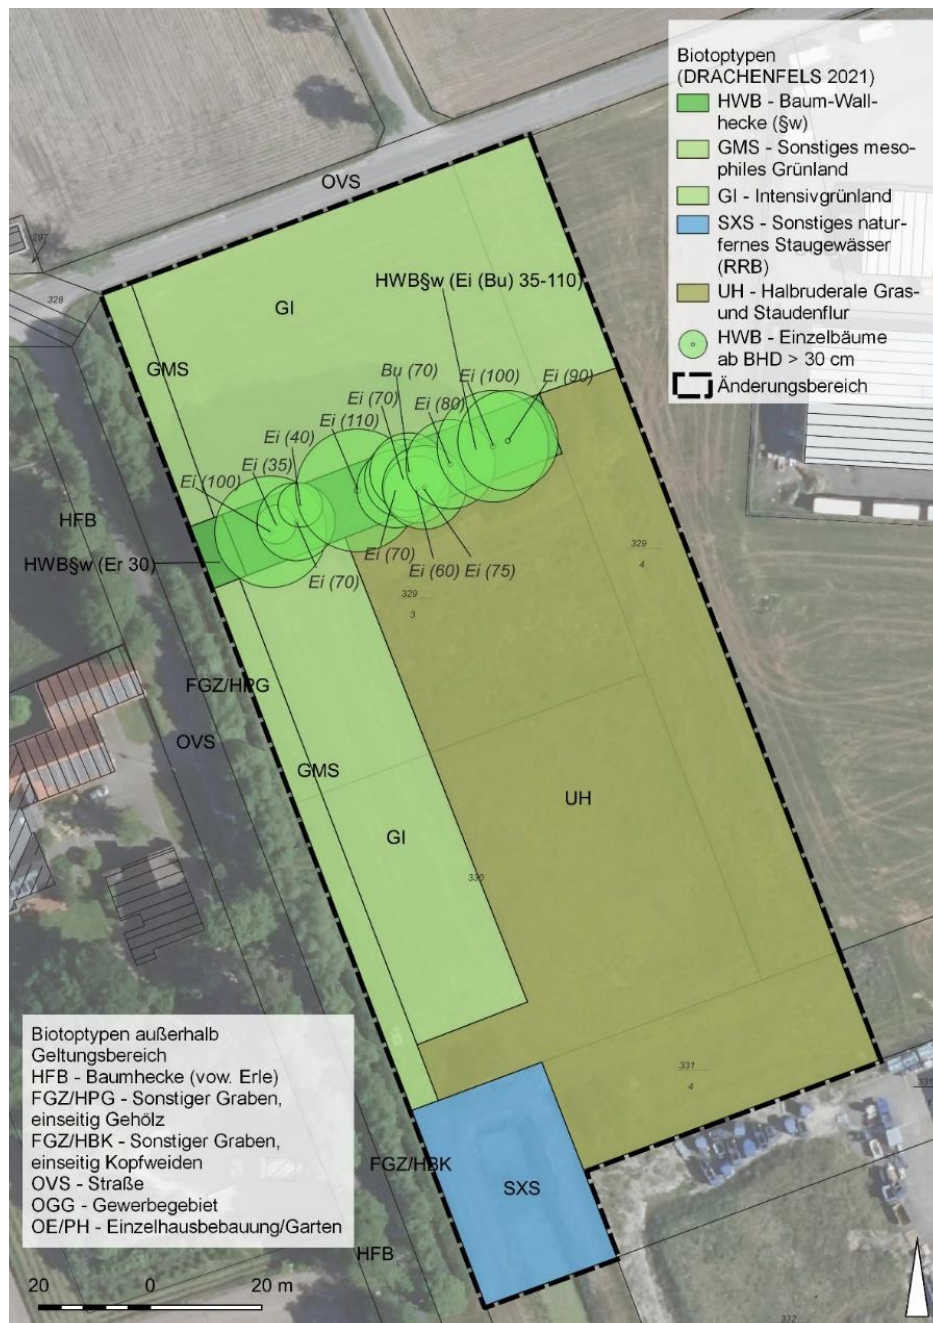 Biotoptypen
(DRACHENFELS 2021)
HWB - Baum-Wall-
hecke (§w)
GMS - Sonstiges meso-
philes Grünland
GI - Intensivgrünland
SXS - Sonstiges natur-
fernes Staugewässer
(RRB)
UH - Halbruderale Gras-
und Staudenflur
HWB - Einzelbäume
ab BHD > 30 cm
Änderungsbereich
OVS
297
328
GI
HWB§w (Ei (Bu) 35-110)
GMS
Bu (70)
Ei (100)
Ei (90)
Ei (70)
Ei (80)
Ei (110)
Ei (40)
Ei (35)
Ei (100)
HFB
HWB§w (Er 30)
Ei (70)
Ei (70)
Ei (60)
Ei (75)
329
4
329
3
FGZ/HPG
OVS
GMS
UH
GI
330
331
4
331
FGZ/HBK
SXS
HFB
332
Biotoptypen außerhalb
Geltungsbereich
HFB - Baumhecke (vow. Erle)
FGZ/HPG - Sonstiger Graben,
einseitig Gehölz
FGZ/HBK - Sonstiger Graben,
einseitig Kopfweiden
OVS - Straße
OGG - Gewerbegebiet
OE/PH - Einzelhausbebauung/Garten
20 0 20 m